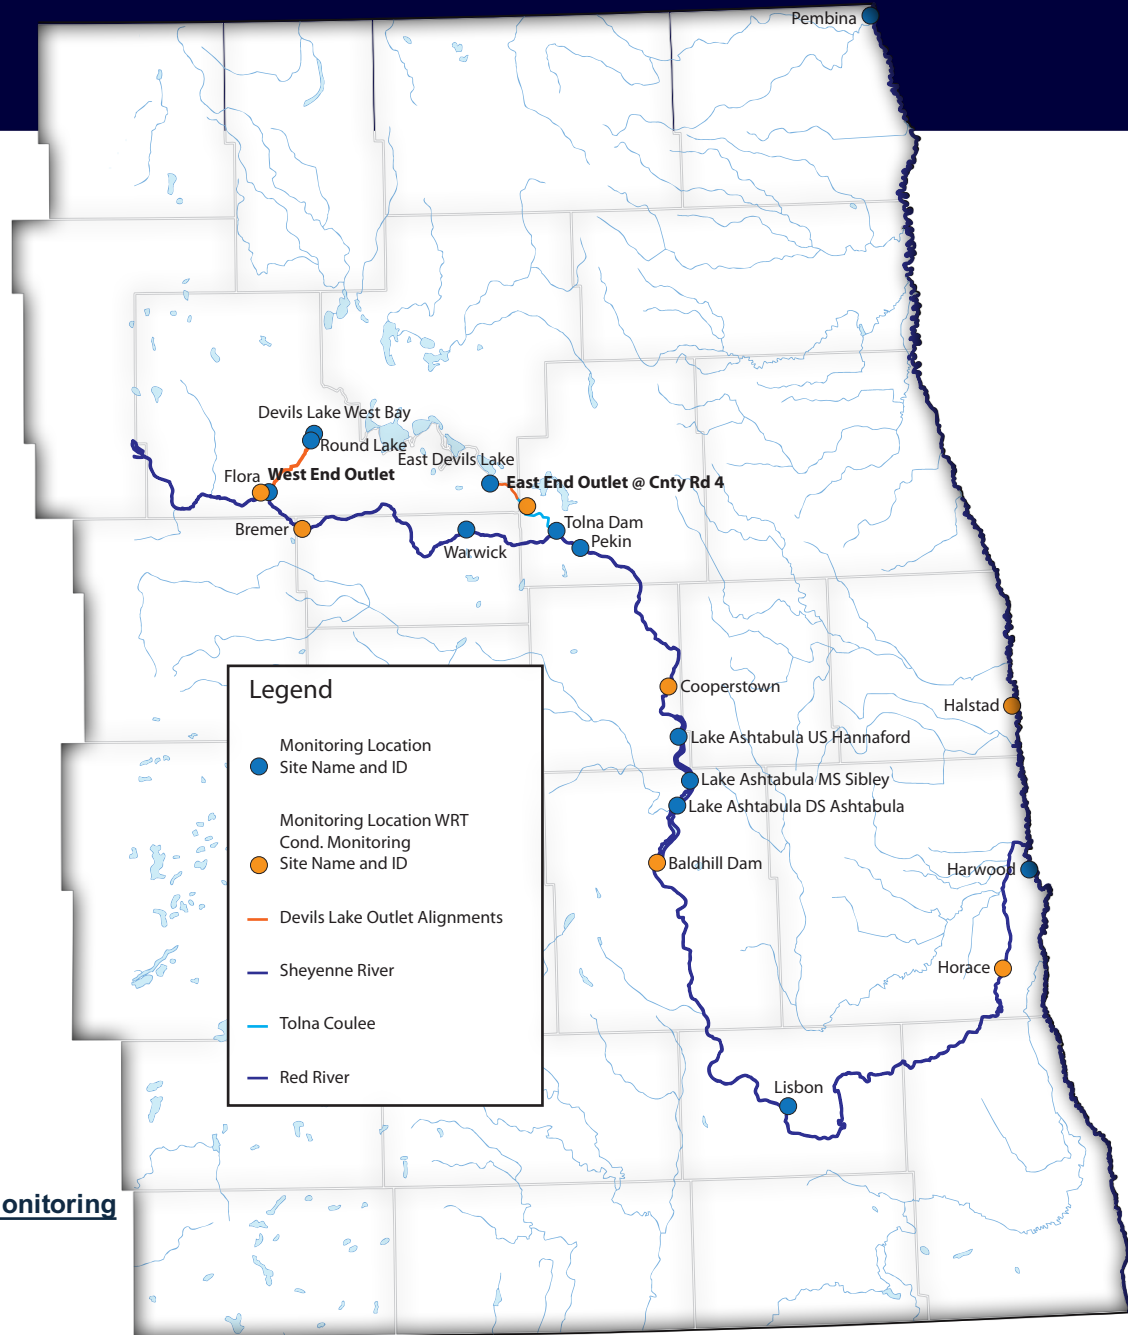 Pembina
Devils Lake West Bay
Round Lake
East Devils Lake
Flora
West End Outlet
East End Outlet @ Cnty Rd 4
Bremer
Tolna Dam
Pekin
Warwick
Cooperstown
Halstad
Lake Ashtabula US Hannaford
Lake Ashtabula MS Sibley
Lake Ashtabula DS Ashtabula
Baldhill Dam
Harwood
Horace
Lisbon
Legend
Monitoring Location
Site Name and ID
Monitoring Location WRT
Cond. Monitoring
Site Name and ID
Devils Lake Outlet Alignments
Sheyenne River
Tolna Coulee
Red River
onitoring